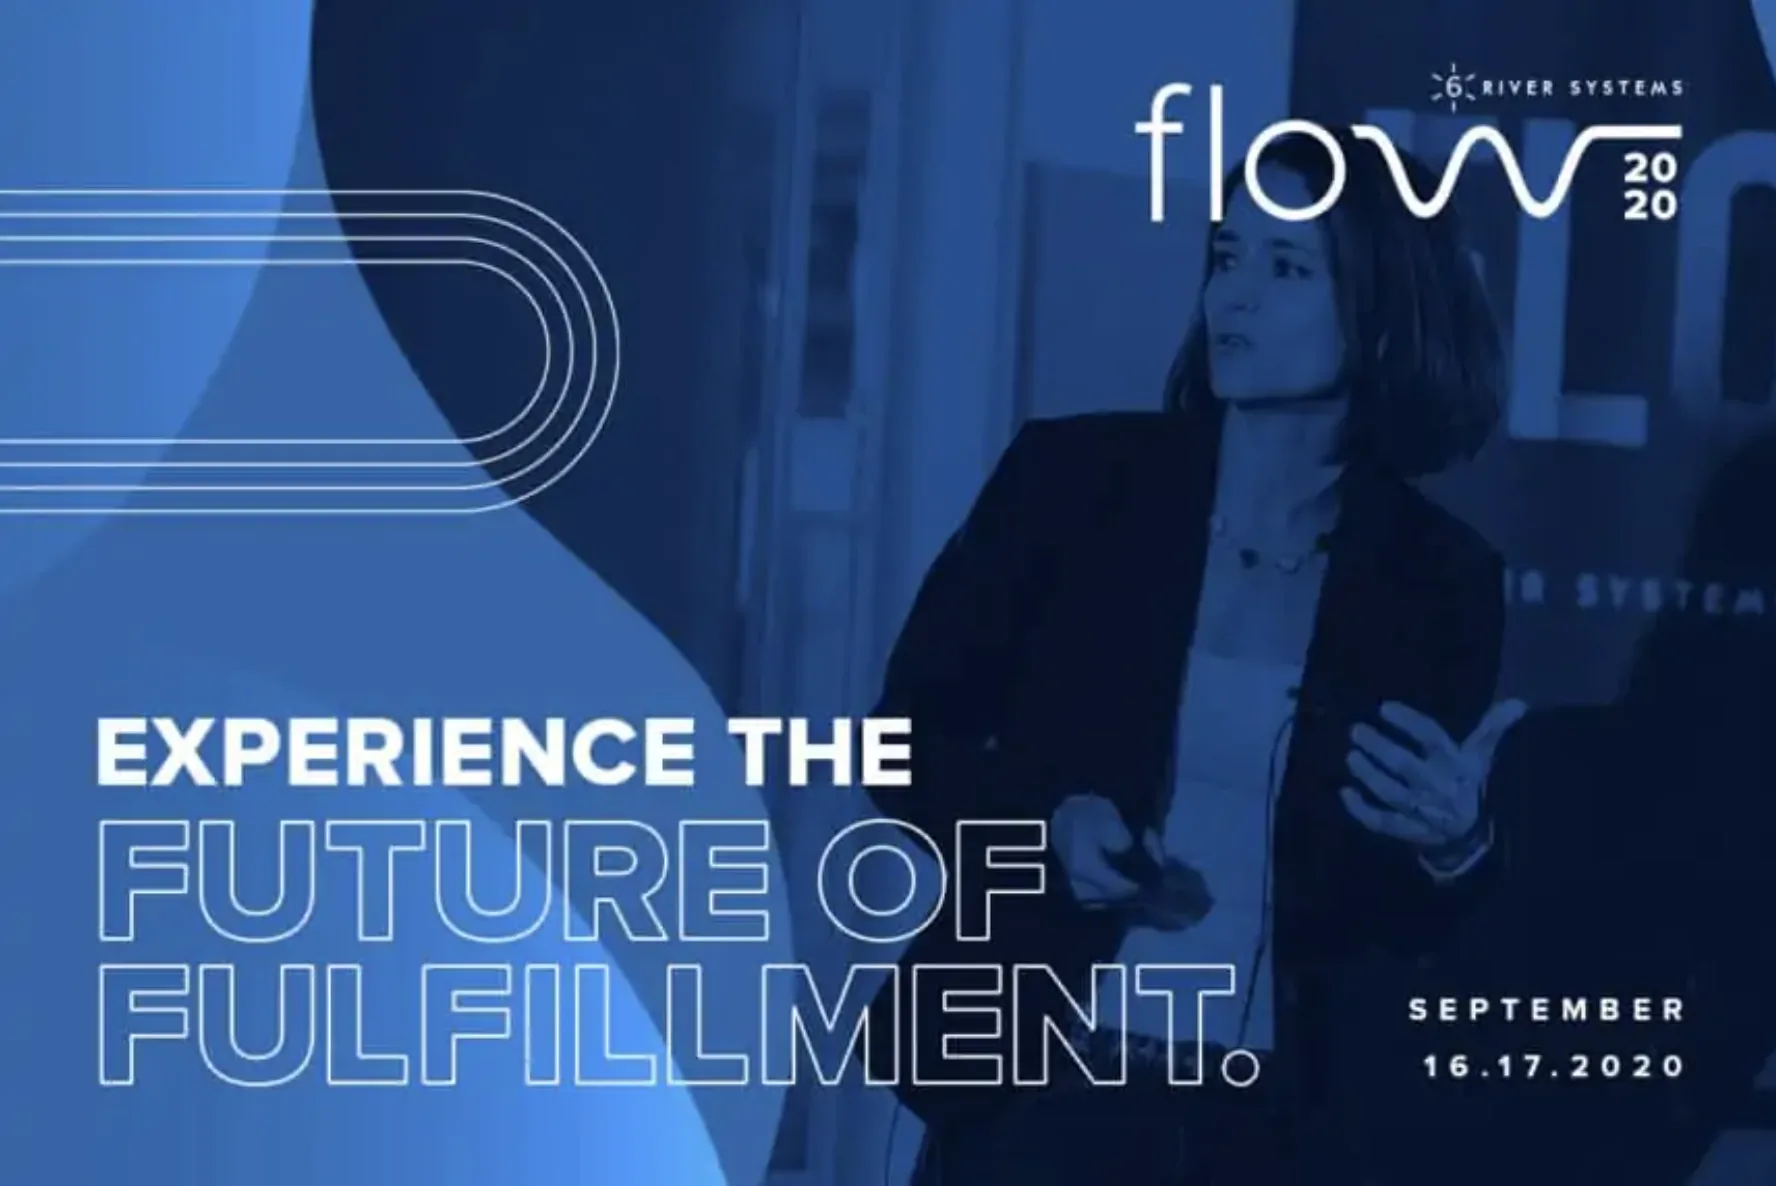 6 RIVER SYSTEMS
flow
20
20
EXPERIENCE THE
FUTURE OF
FULFILLMENT.
SEPTEMBER
16.17.2020